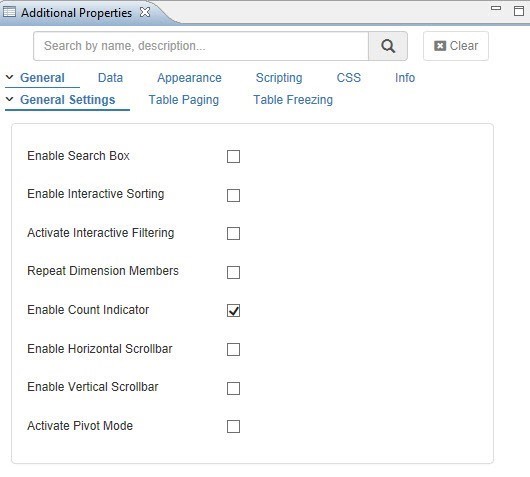 Additional Properties
Search by name, description...
Clear
General Data Appearance Scripting CSS Info
General Settings Table Paging Table Freezing
Enable Search Box
Enable Interactive Sorting
Activate Interactive Filtering
Repeat Dimension Members
Enable Count Indicator
Enable Horizontal Scrollbar
Enable Vertical Scrollbar
Activate Pivot Mode